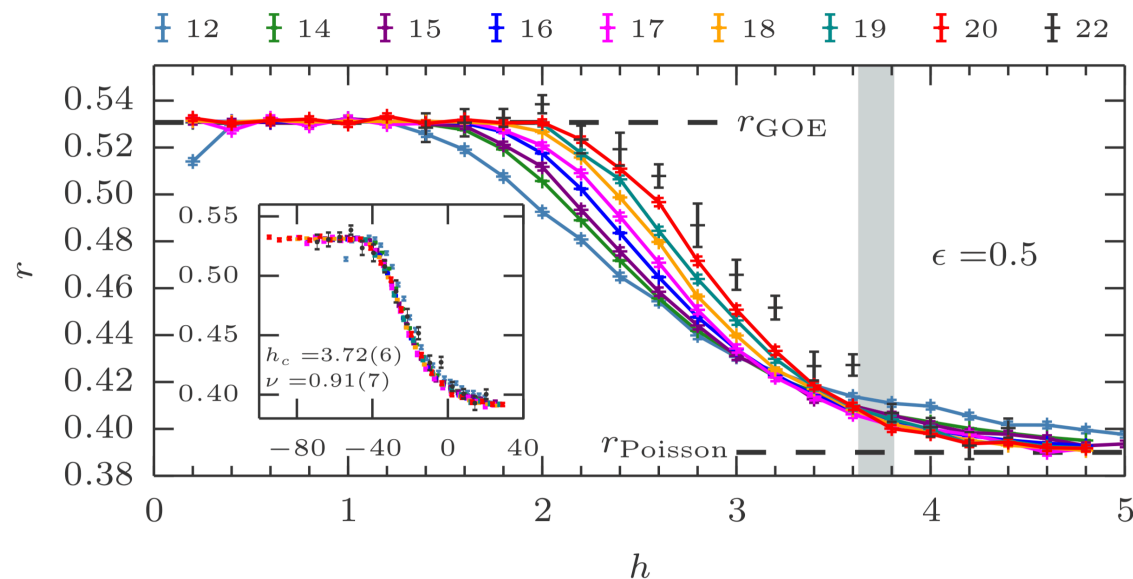 12 14 15 16 17 18 19 20 22
0.54
0.52
0.50
0.48
0.46
0.44
0.42
0.40
0.38
r
r_GOE
ϵ =0.5
r_Poisson
0 1 2 3 4 5
h
0.55
0.50
0.45
0.40
h_c =3.72(6)
ν =0.91(7)
−80 −40 0 40